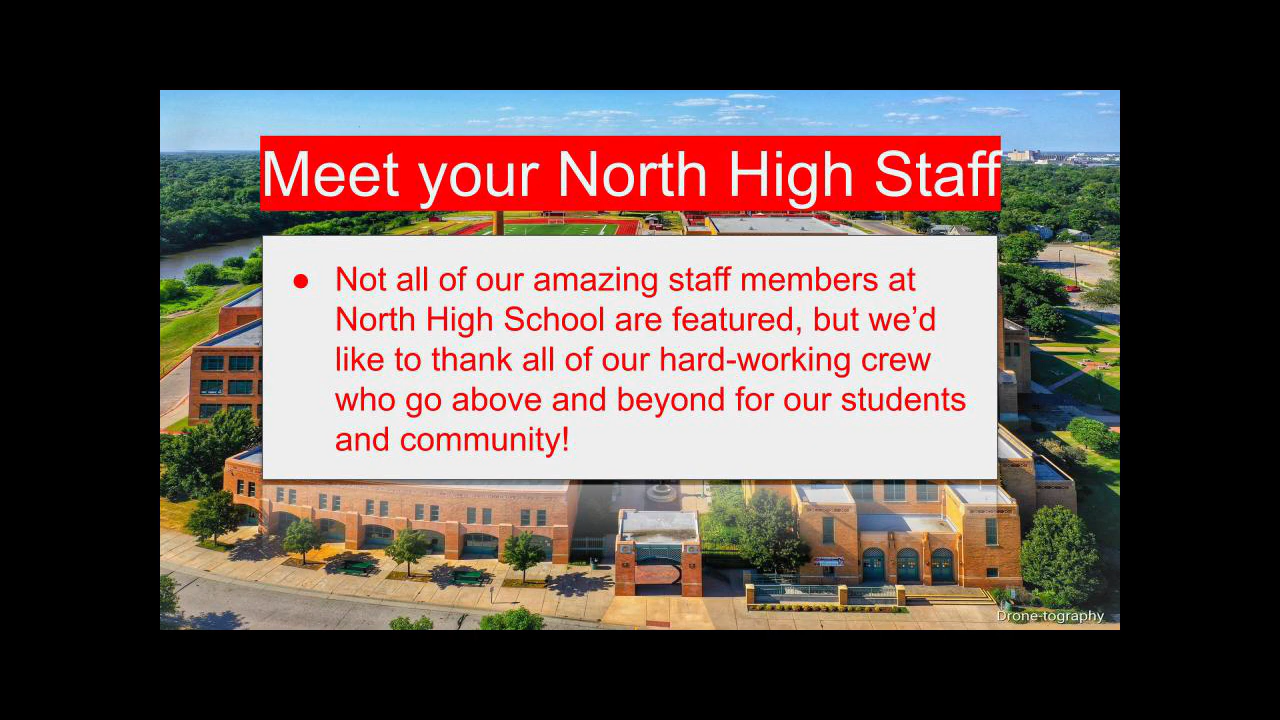 Meet your North High Staff
● Not all of our amazing staff members at
North High School are featured, but we’d
like to thank all of our hard-working crew
who go above and beyond for our students
and community!
Drone-tography